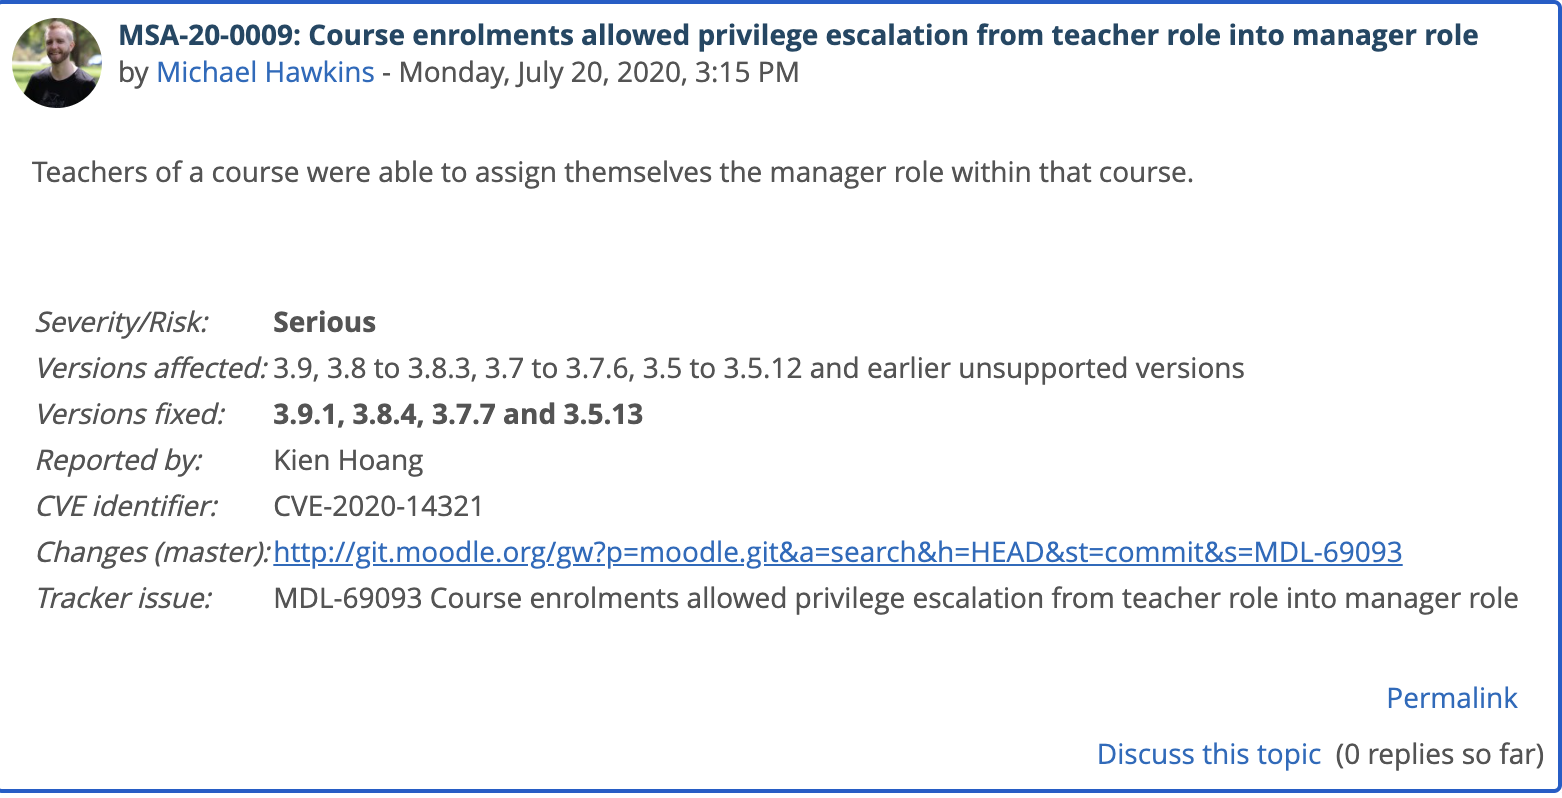 MSA-20-0009: Course enrolments allowed privilege escalation from teacher role into manager role
by Michael Hawkins - Monday, July 20, 2020, 3:15 PM
Teachers of a course were able to assign themselves the manager role within that course.
Severity/Risk: Serious
Versions affected: 3.9, 3.8 to 3.8.3, 3.7 to 3.7.6, 3.5 to 3.5.12 and earlier unsupported versions
Versions fixed: 3.9.1, 3.8.4, 3.7.7 and 3.5.13
Reported by: Kien Hoang
CVE identifier: CVE-2020-14321
Changes (master): http://git.moodle.org/gw?p=moodle.git&a=search&h=HEAD&st=commit&s=MDL-69093
Tracker issue: MDL-69093 Course enrolments allowed privilege escalation from teacher role into manager role
Permalink
Discuss this topic (0 replies so far)